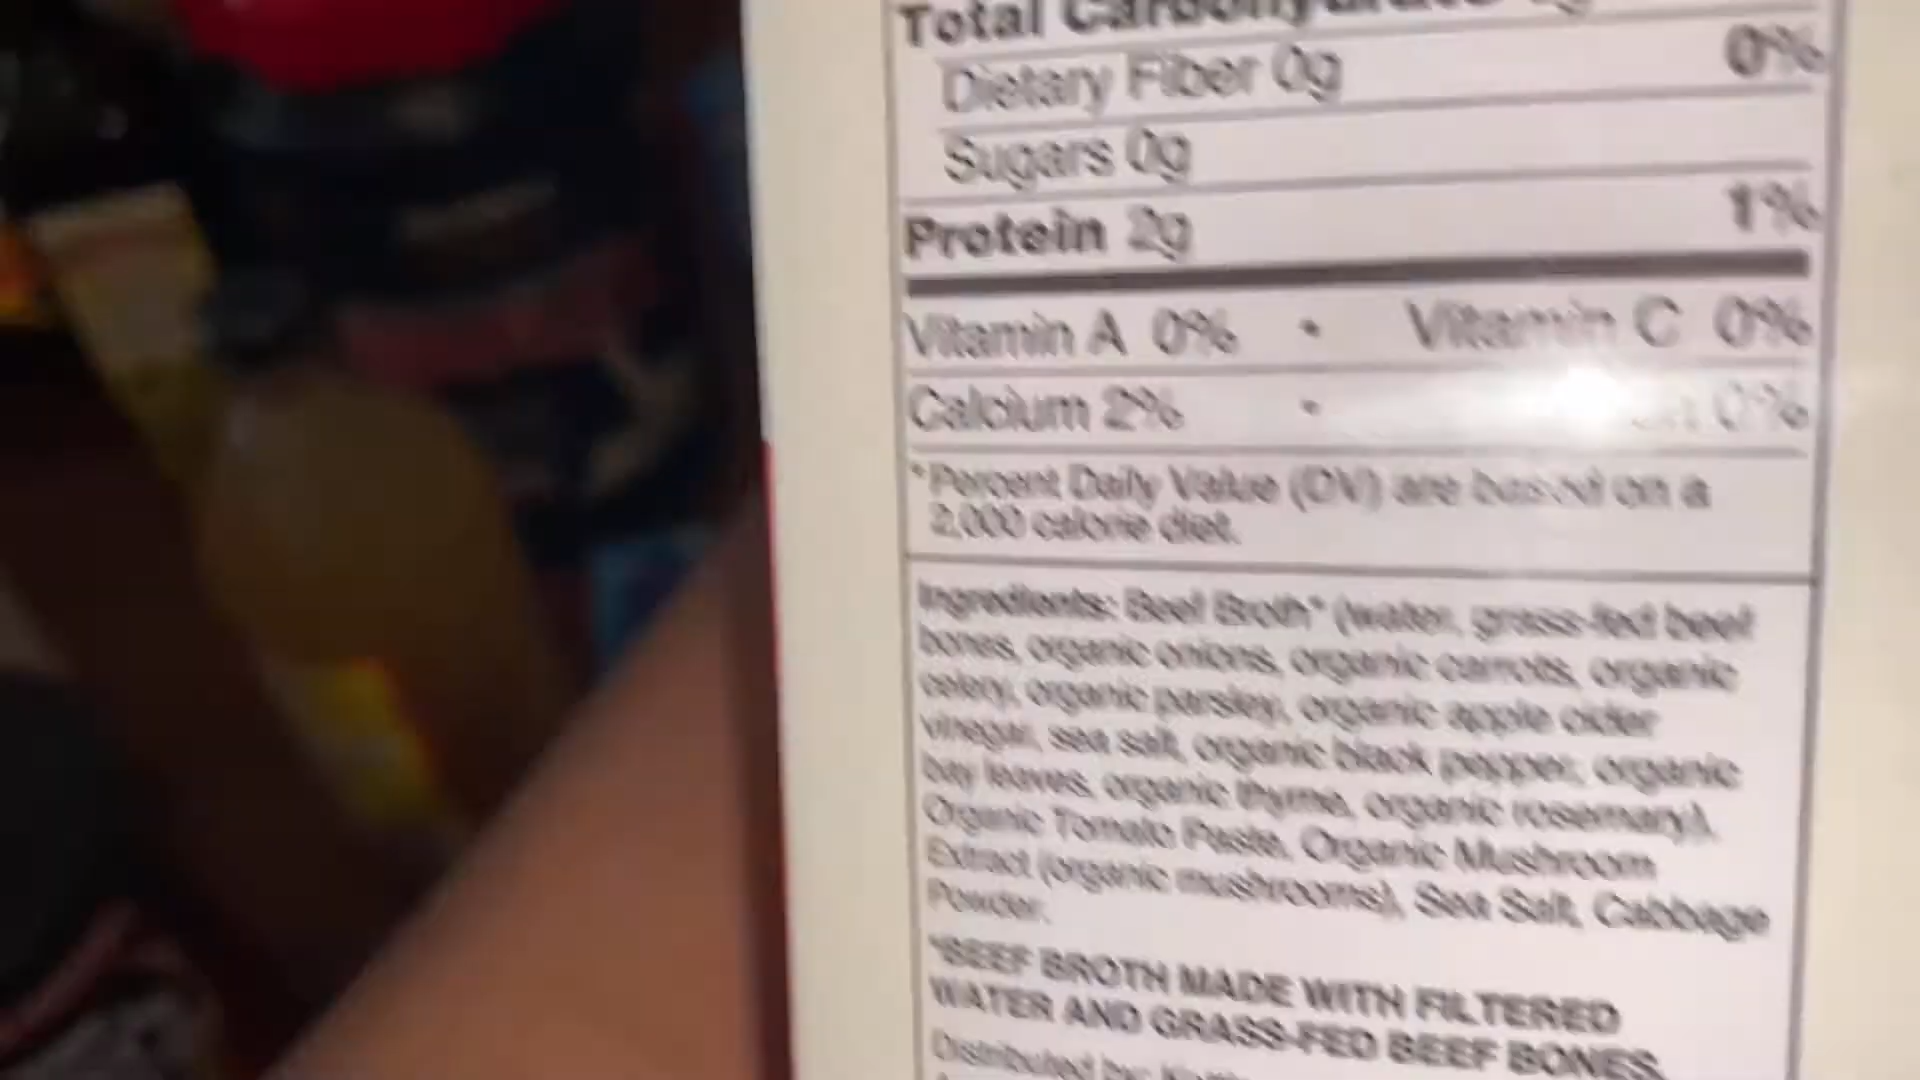 Total Carbohydrate
Dietary Fiber 0g 0%
Sugars 0g
Protein 2g 1%
Vitamin A 0% • Vitamin C 0%
Calcium 2% • 0%
*Percent Daily Value (DV) are based on a
2,000 calorie diet.
Ingredients: Beef Broth* (water, grass-fed beef
bones, organic onions, organic carrots, organic
celery, organic parsley, organic apple cider
vinegar, sea salt, organic black pepper, organic
bay leaves, organic thyme, organic rosemary),
Organic Tomato Paste, Organic Mushroom
Extract (organic mushrooms), Sea Salt, Cabbage
Powder.
*BEEF BROTH MADE WITH FILTERED
WATER AND GRASS-FED BEEF BONES.
Distributed by: